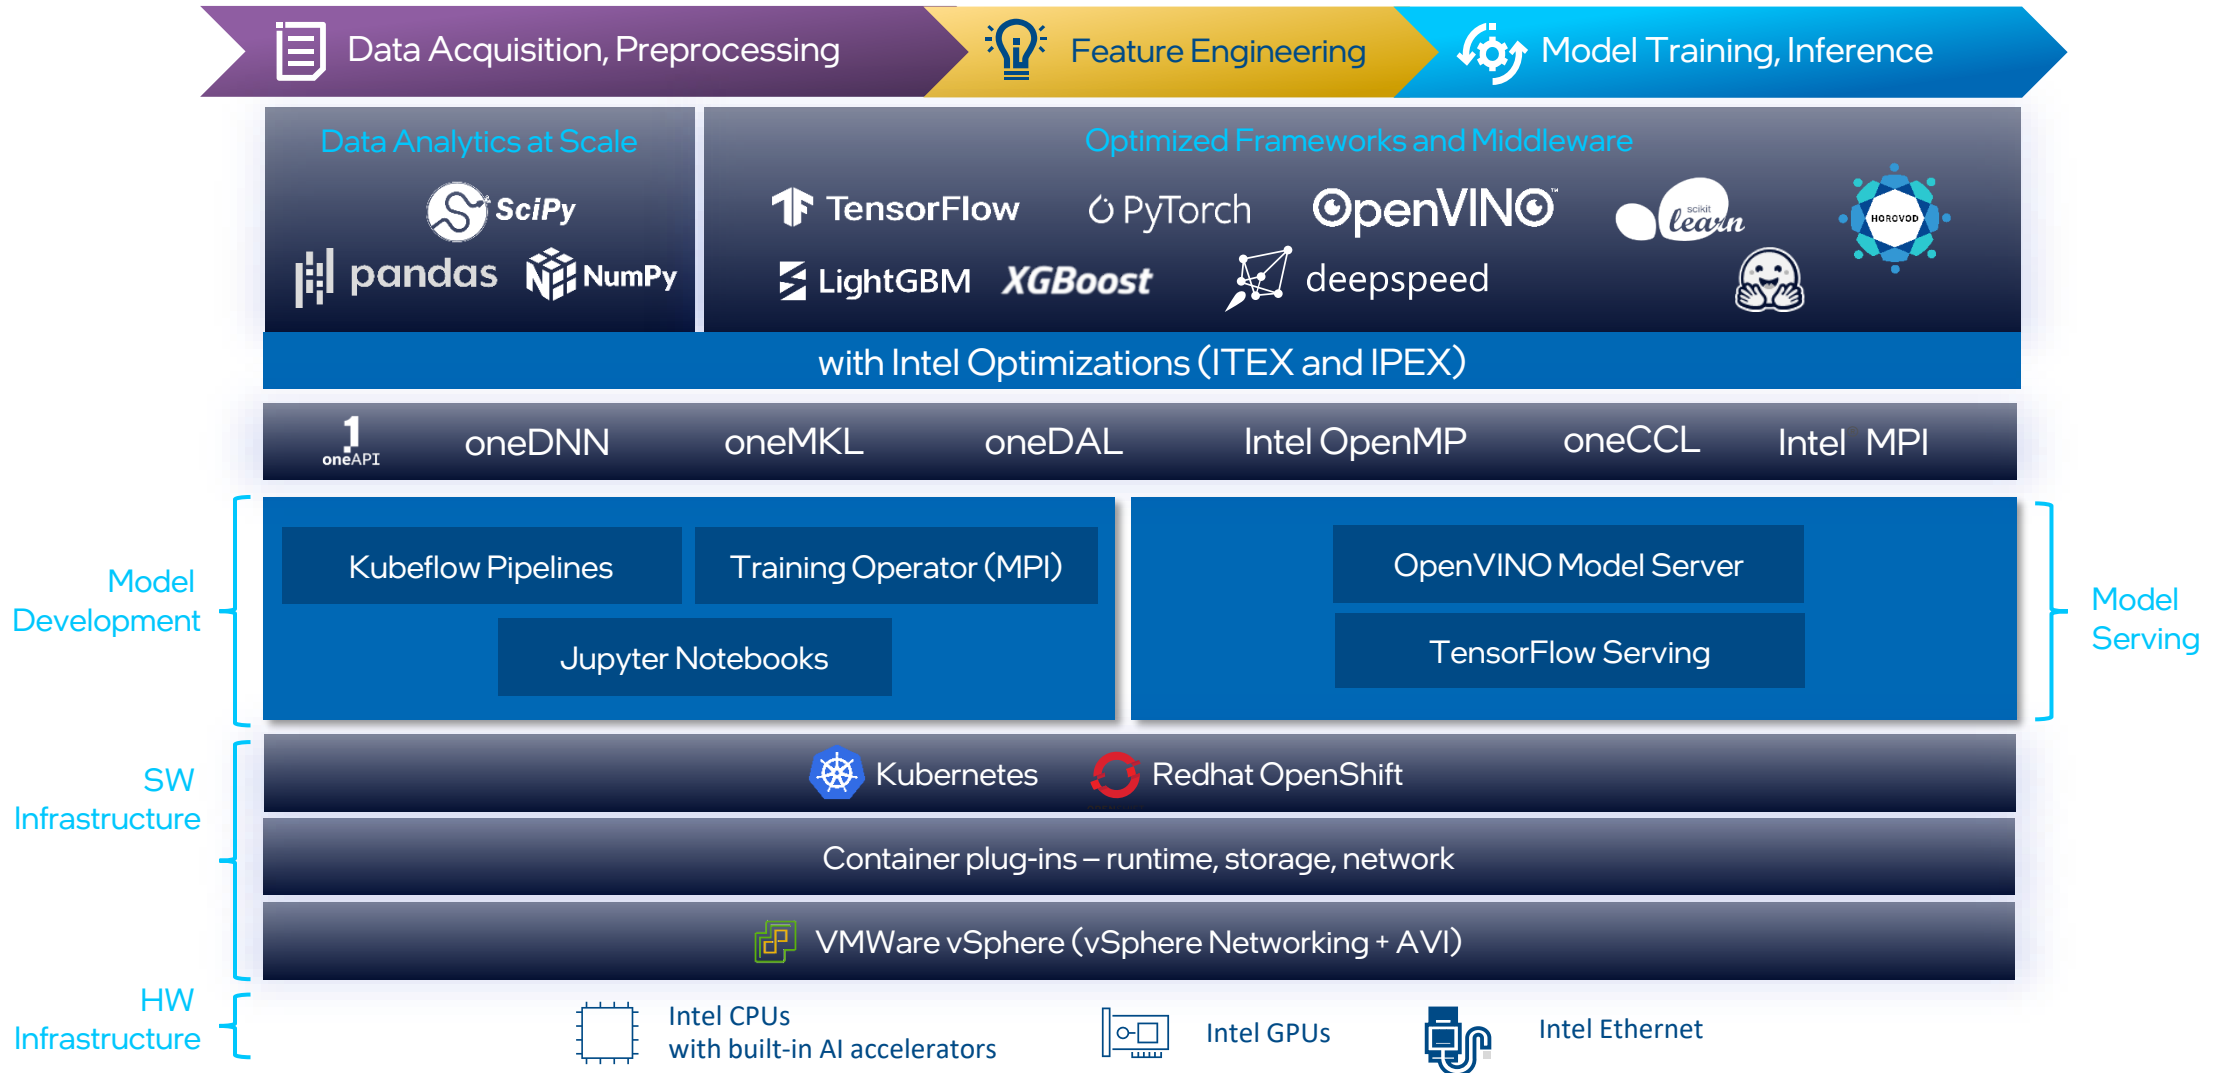 Data Acquisition, Preprocessing
Feature Engineering
Model Training, Inference
Data Analytics at Scale
SciPy
pandas
NumPy
Optimized Frameworks and Middleware
TensorFlow
PyTorch
OpenVINO™
scikit
learn
HOROVOD
LightGBM
XGBoost
deepspeed
with Intel Optimizations (ITEX and IPEX)
1
oneAPI
oneDNN
oneMKL
oneDAL
Intel OpenMP
oneCCL
Intel® MPI
Model
Development
Kubeflow Pipelines
Training Operator (MPI)
Jupyter Notebooks
OpenVINO Model Server
TensorFlow Serving
Model
Serving
SW
Infrastructure
Kubernetes
Redhat OpenShift
Container plug-ins – runtime, storage, network
VMWare vSphere (vSphere Networking + AVI)
HW
Infrastructure
Intel CPUs
with built-in AI accelerators
Intel GPUs
Intel Ethernet